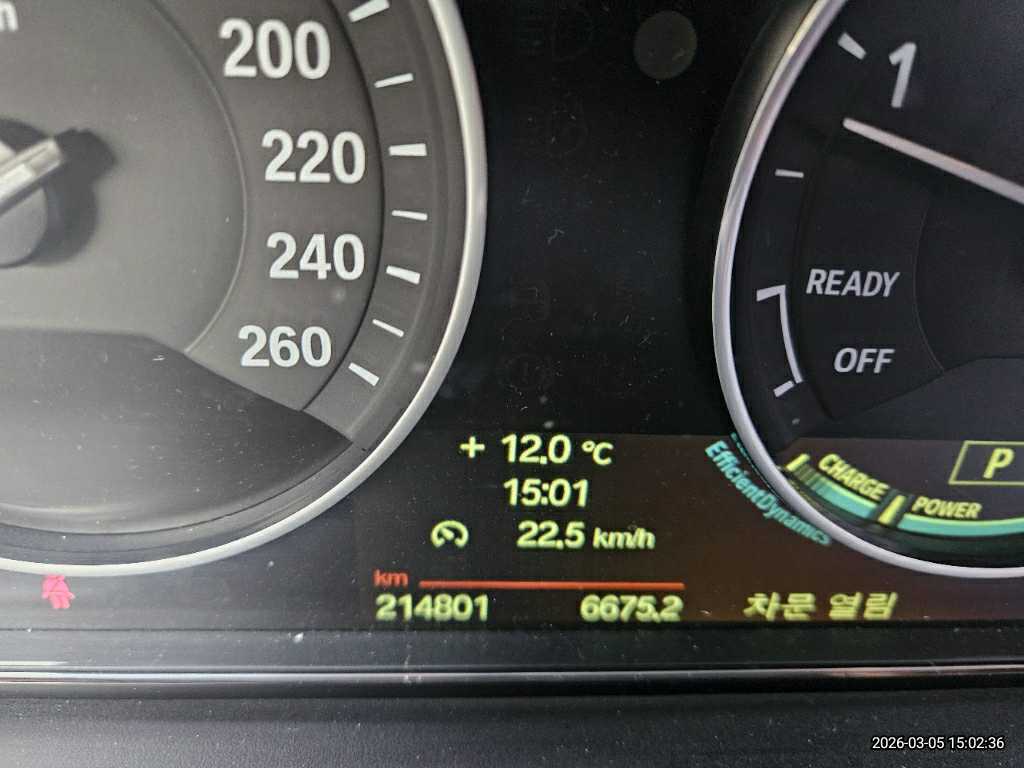 200
220
240
260
1
READY
OFF
+ 12.0 °C
15:01
22.5 km/h
km
214801 6675.2
차문 열림
EfficientDynamics
CHARGE
POWER
P
2026-03-05 15:02:36